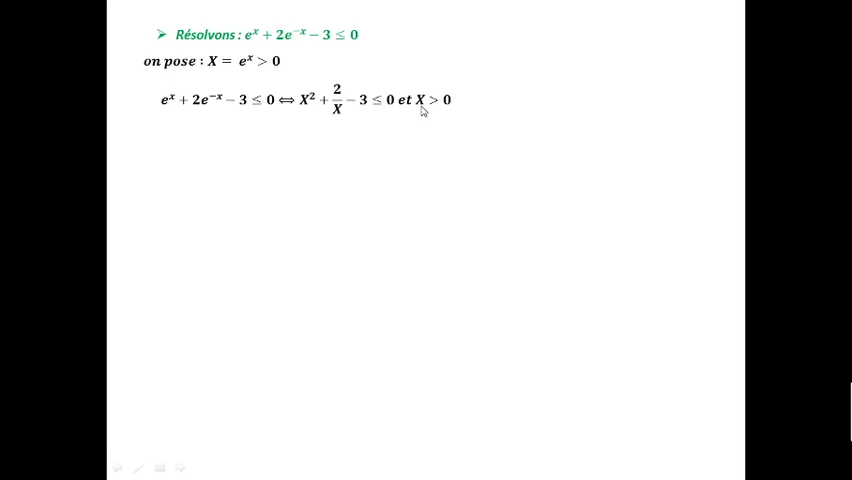 ➢ Résolvons : eˣ + 2e⁻ˣ − 3 ≤ 0
on pose : X = eˣ > 0
eˣ + 2e⁻ˣ − 3 ≤ 0 ⟺ X² + 2/X − 3 ≤ 0 et X > 0